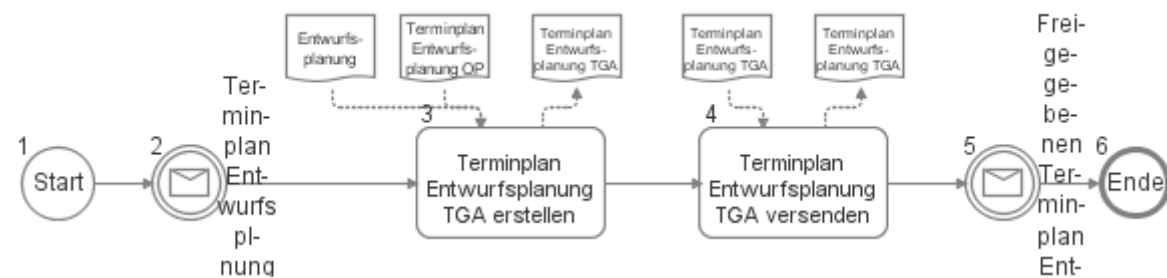 Entwurfs-
planung
Terminplan
Entwurfs-
planung OP
Terminplan
Entwurfs-
planung TGA
Terminplan
Entwurfs-
planung TGA
Terminplan
Entwurfs-
planung TGA
1
Start
2
Ter-
min-
plan
Ent-
wurfs
pl-
nung
3
Terminplan
Entwurfsplanung
TGA erstellen
4
Terminplan
Entwurfsplanung
TGA versenden
5
Frei-
ge-
ge-
be-
nen
Ter-
min-
plan
Ent-
6
Ende